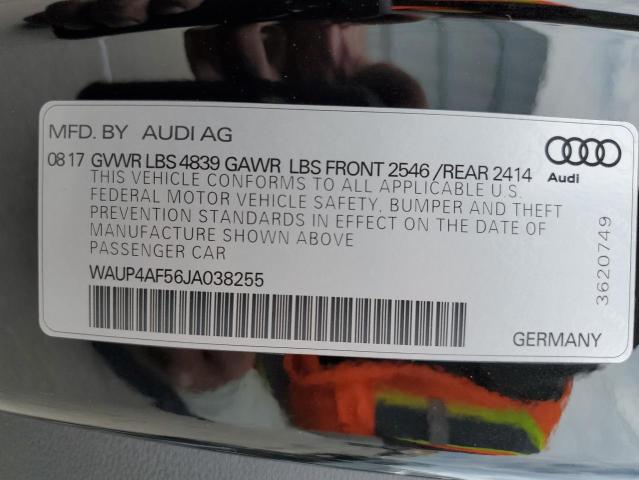 MFD. BY AUDI AG
08 17 GVWR LBS 4839 GAWR LBS FRONT 2546 /REAR 2414
THIS VEHICLE CONFORMS TO ALL APPLICABLE U.S.
FEDERAL MOTOR VEHICLE SAFETY, BUMPER AND THEFT
PREVENTION STANDARDS IN EFFECT ON THE DATE OF
MANUFACTURE SHOWN ABOVE
PASSENGER CAR
WAUP4AF56JA038255
Audi
3620749
GERMANY